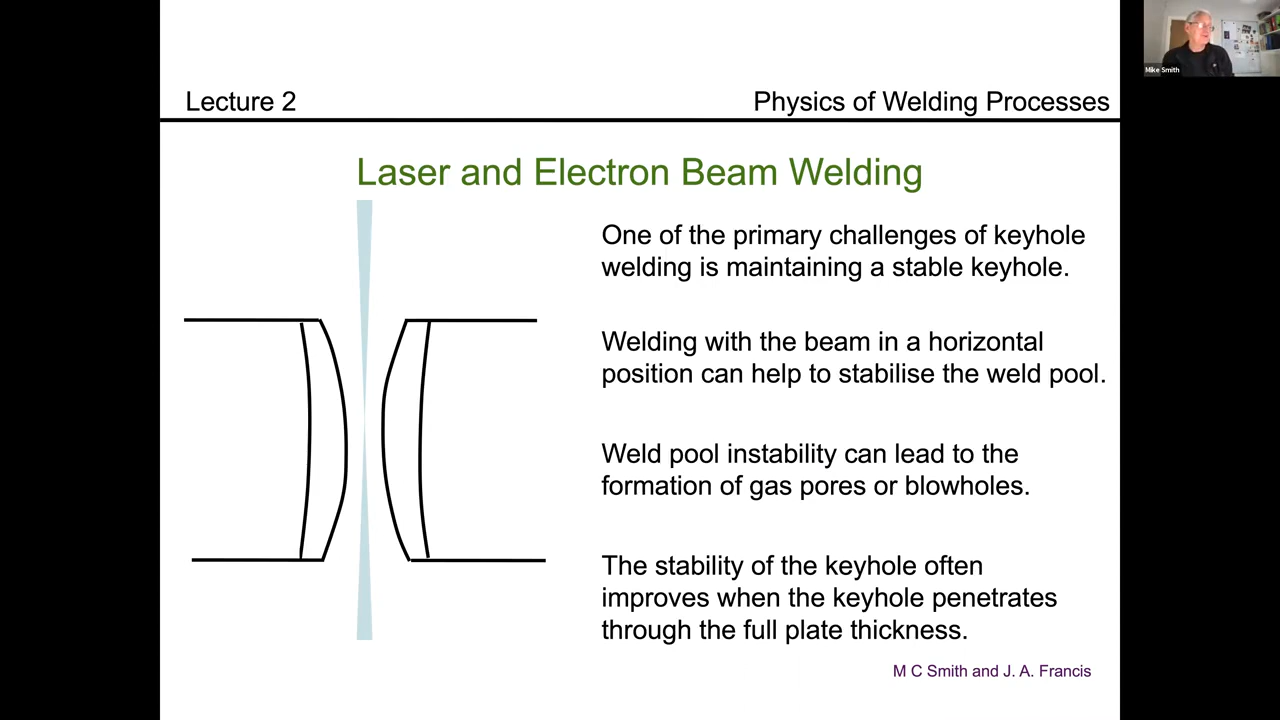 Mike Smith
Lecture 2
Physics of Welding Processes
Laser and Electron Beam Welding
One of the primary challenges of keyhole
welding is maintaining a stable keyhole.
Welding with the beam in a horizontal
position can help to stabilise the weld pool.
Weld pool instability can lead to the
formation of gas pores or blowholes.
The stability of the keyhole often
improves when the keyhole penetrates
through the full plate thickness.
M C Smith and J. A. Francis